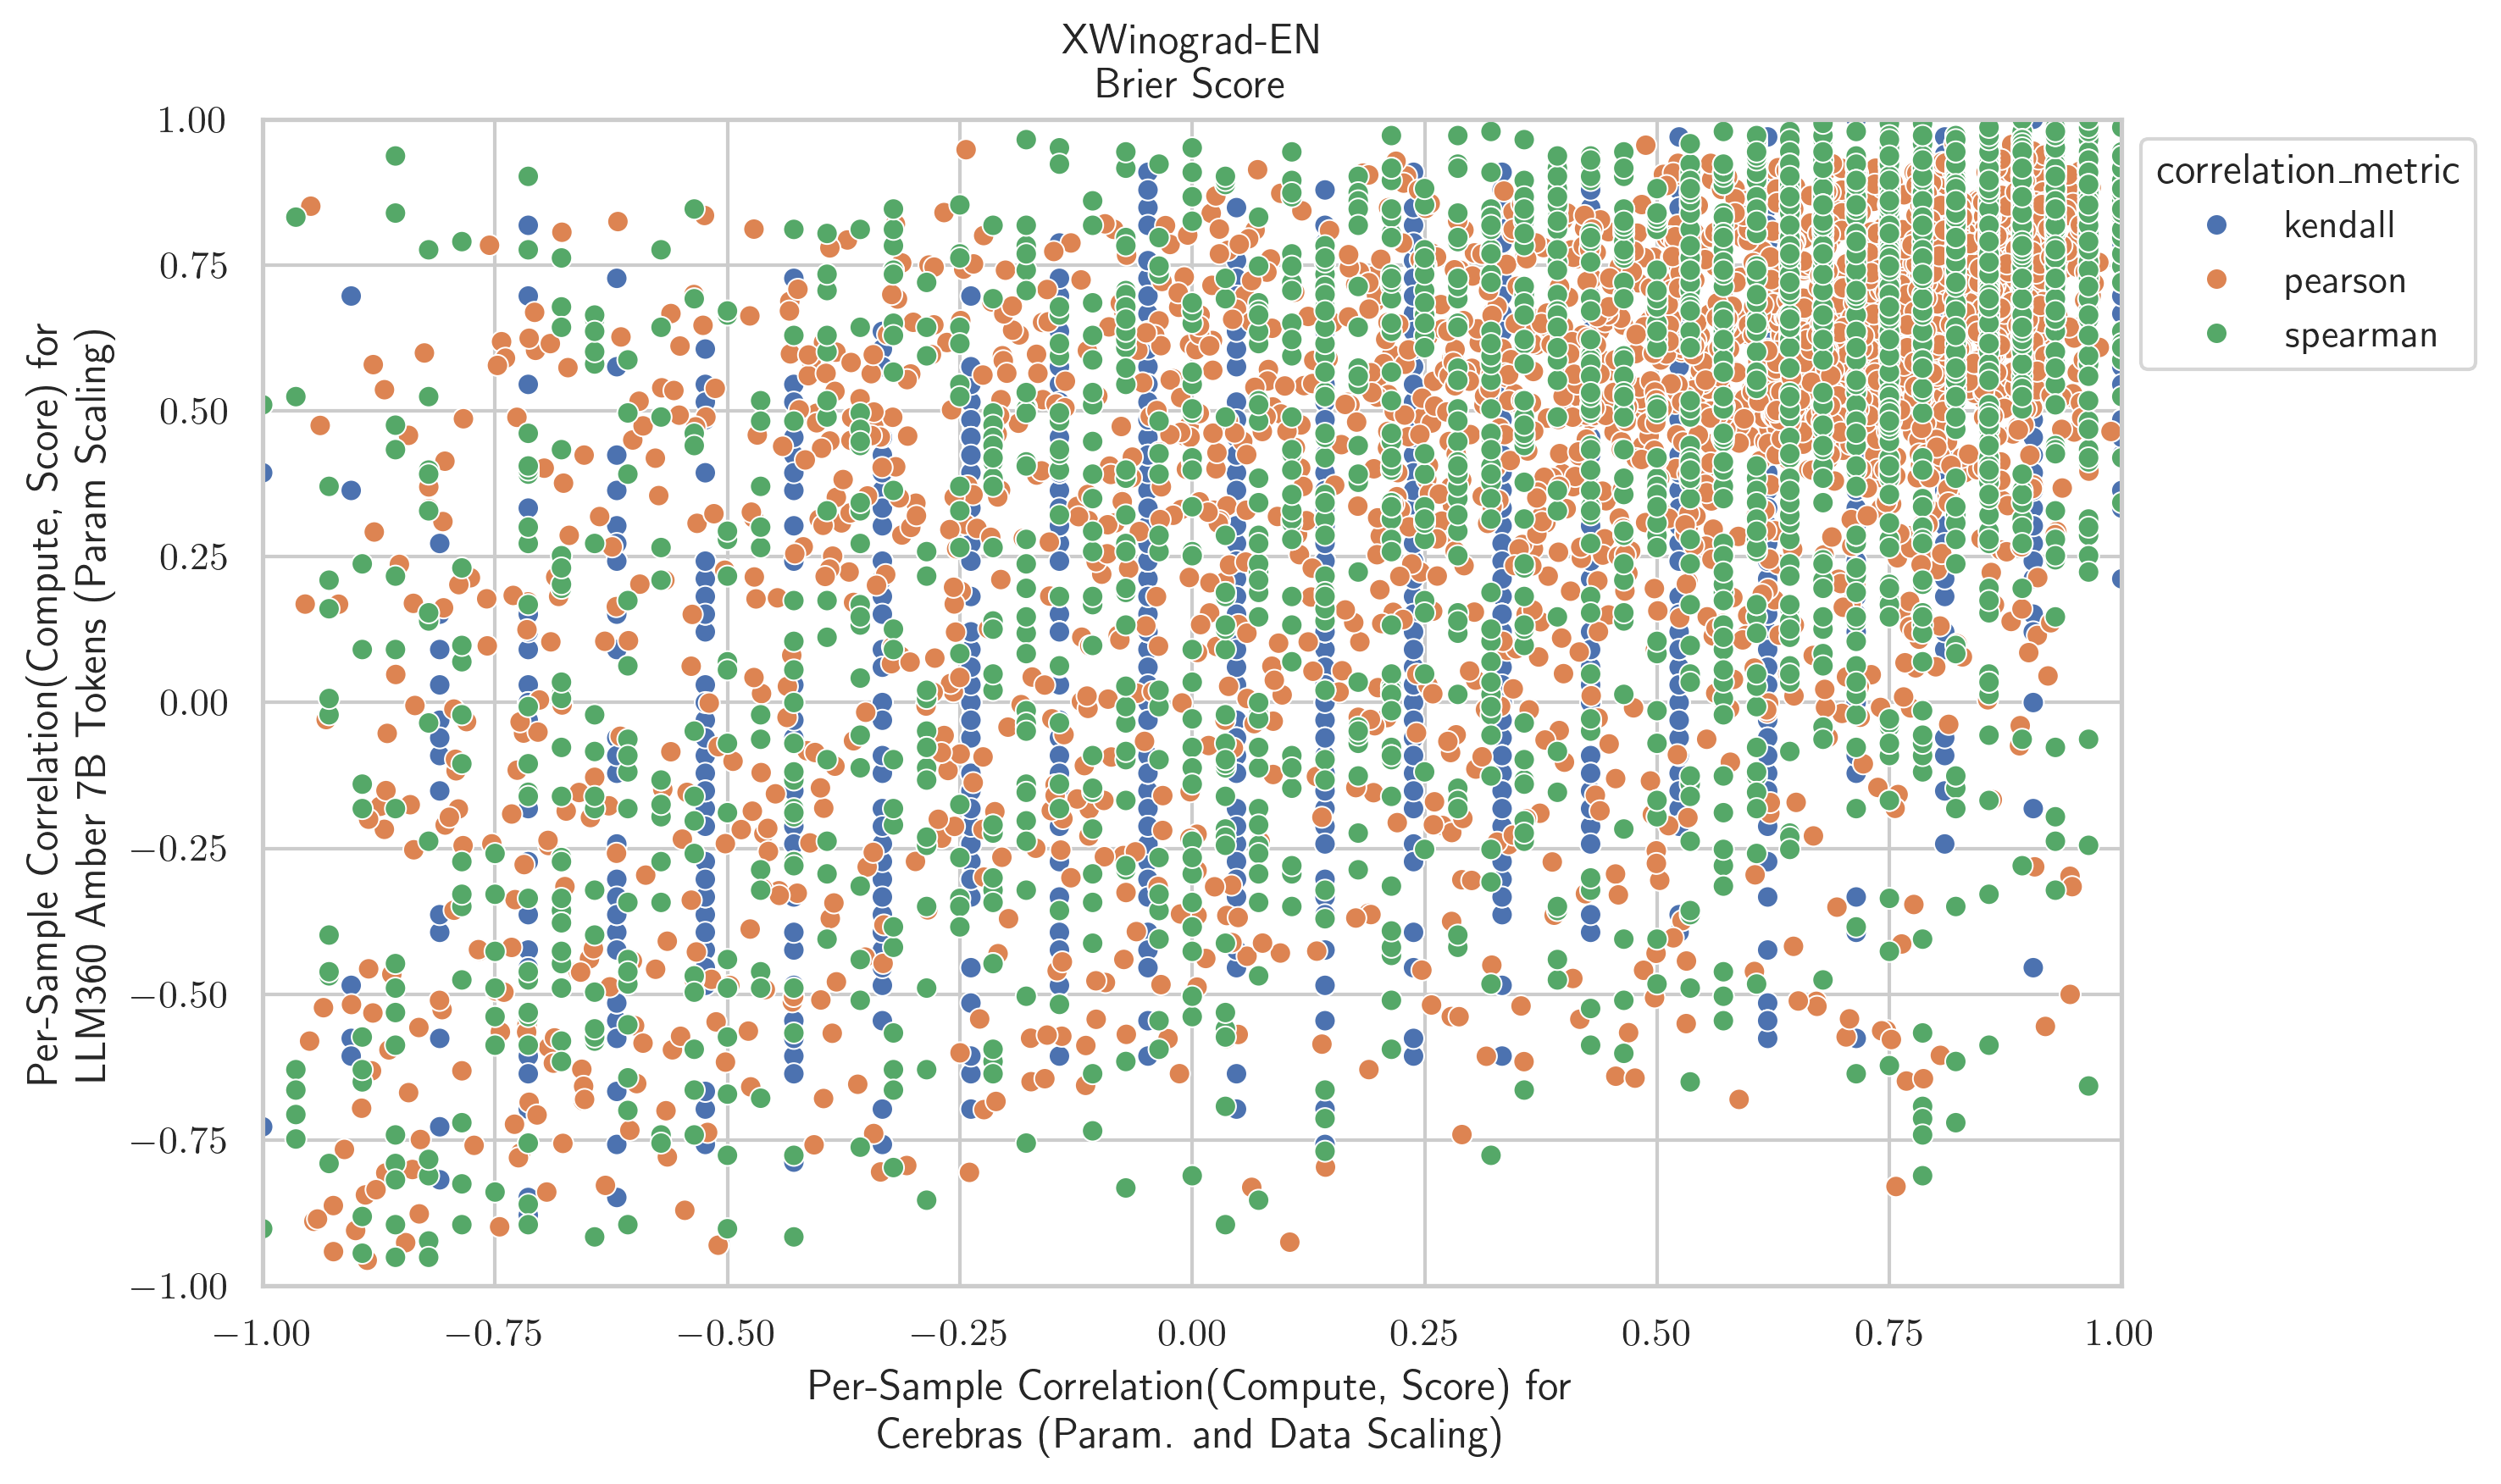 XWinograd-EN
Brier Score
Per-Sample Correlation(Compute, Score) for
LLM360 Amber 7B Tokens (Param Scaling)
1.00
0.75
0.50
0.25
0.00
−0.25
−0.50
−0.75
−1.00
−1.00 −0.75 −0.50 −0.25 0.00 0.25 0.50 0.75 1.00
Per-Sample Correlation(Compute, Score) for
Cerebras (Param. and Data Scaling)
correlation_metric
kendall
pearson
spearman